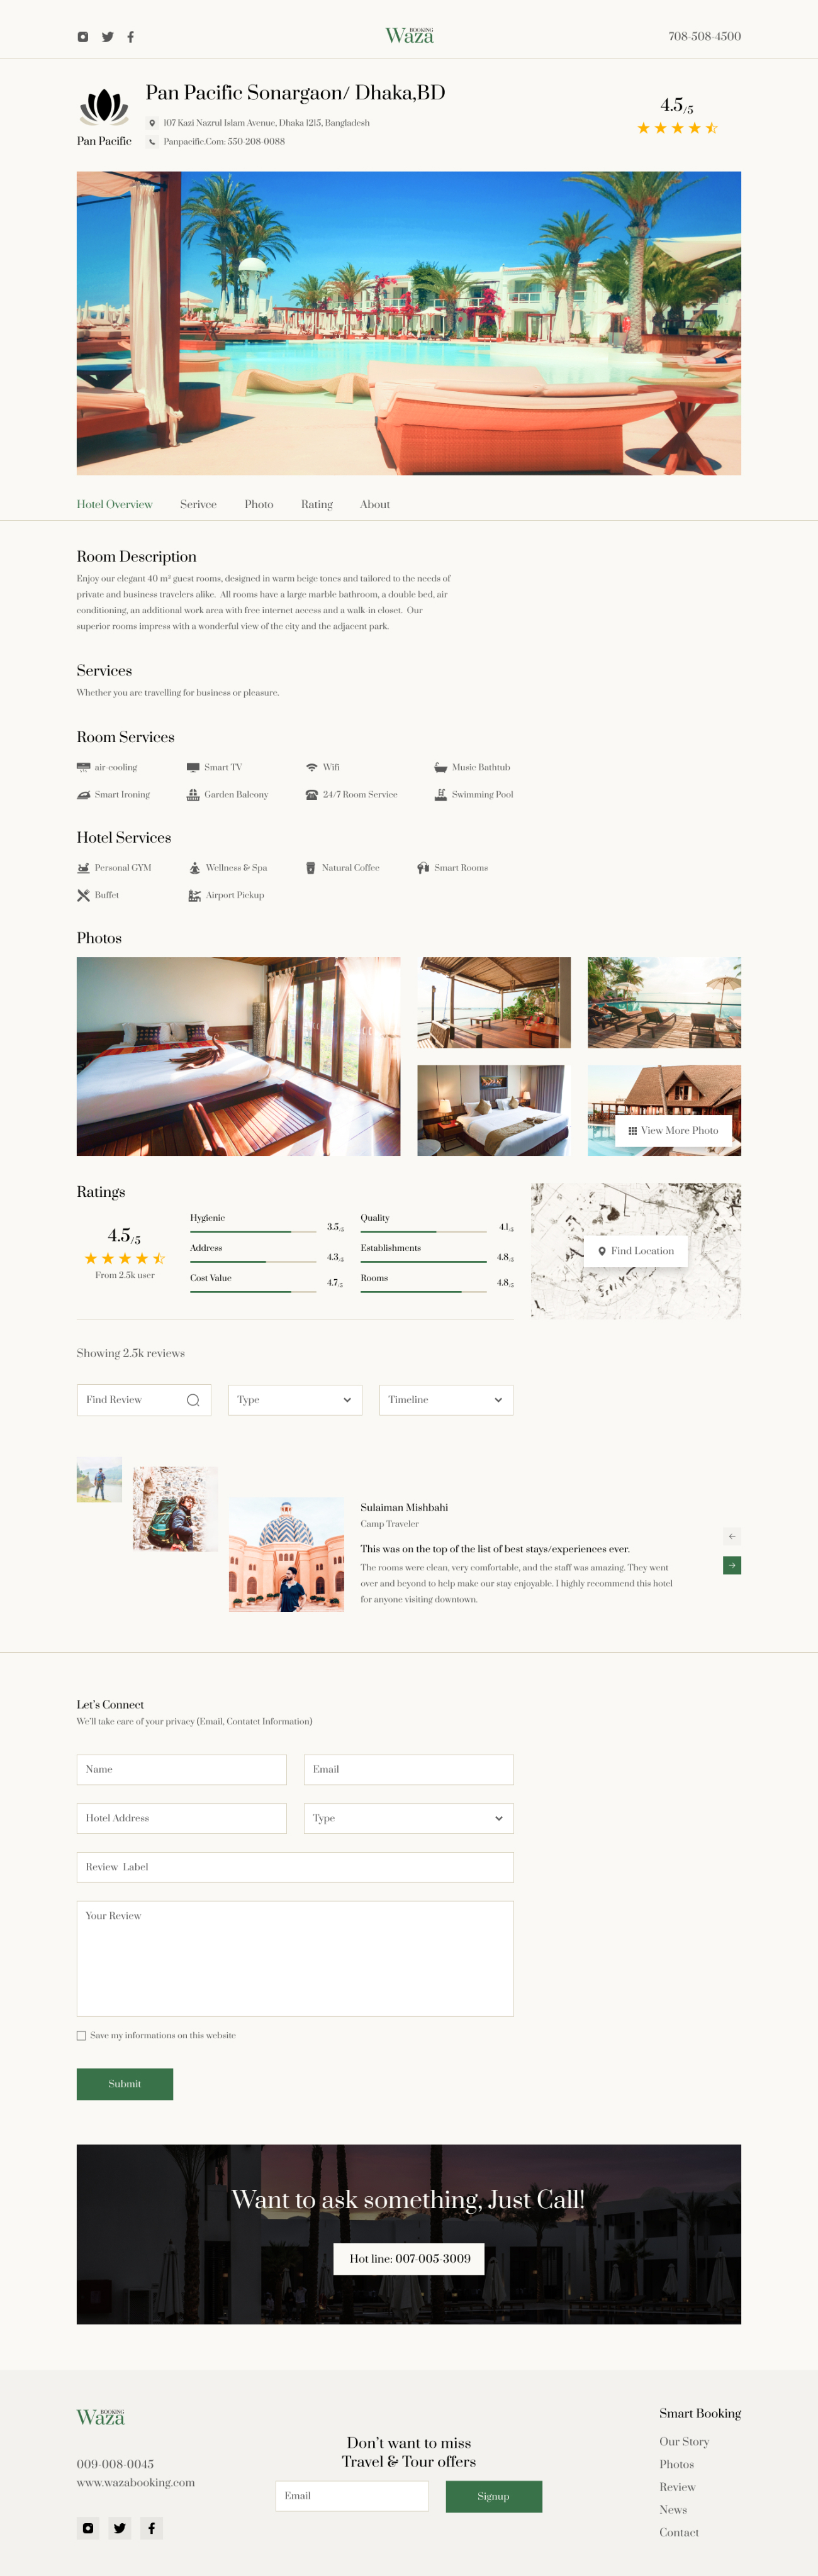 BOOKING
Waza
708-508-4500
Pan Pacific Sonargaon/ Dhaka,BD
107 Kazi Nazrul Islam Avenue, Dhaka 1215, Bangladesh
Pan Pacific
Panpacific.Com: 550-208-0088
4.5/5
Hotel Overview
Serivce
Photo
Rating
About
Room Description
Enjoy our elegant 40 m² guest rooms, designed in warm beige tones and tailored to the needs of
private and business travelers alike. All rooms have a large marble bathroom, a double bed, air
conditioning, an additional work area with free internet access and a walk-in closet. Our
superior rooms impress with a wonderful view of the city and the adjacent park.
Services
Whether you are travelling for business or pleasure.
Room Services
air-cooling
Smart TV
Wifi
Music Bathtub
Smart Ironing
Garden Balcony
24/7 Room Service
Swimming Pool
Hotel Services
Personal GYM
Wellness & Spa
Natural Coffee
Smart Rooms
Buffet
Airport Pickup
Photos
View More Photo
Ratings
4.5/5
From 2.5k user
Hygienic
3.5/5
Quality
4.1/5
Address
4.3/5
Establishments
4.8/5
Cost Value
4.7/5
Rooms
4.8/5
Find Location
Showing 2.5k reviews
Find Review
Type
Timeline
Sulaiman Mishbahi
Camp Traveler
This was on the top of the list of best stays/experiences ever.
The rooms were clean, very comfortable, and the staff was amazing. They went
over and beyond to help make our stay enjoyable. I highly recommend this hotel
for anyone visiting downtown.
Let's Connect
We'll take care of your privacy (Email, Contatct Information)
Name
Email
Hotel Address
Type
Review Label
Your Review
Save my informations on this website
Submit
Want to ask something, Just Call!
Hot line: 007-005-3009
BOOKING
Waza
009-008-0045
www.wazabooking.com
Don't want to miss
Travel & Tour offers
Email
Signup
Smart Booking
Our Story
Photos
Review
News
Contact